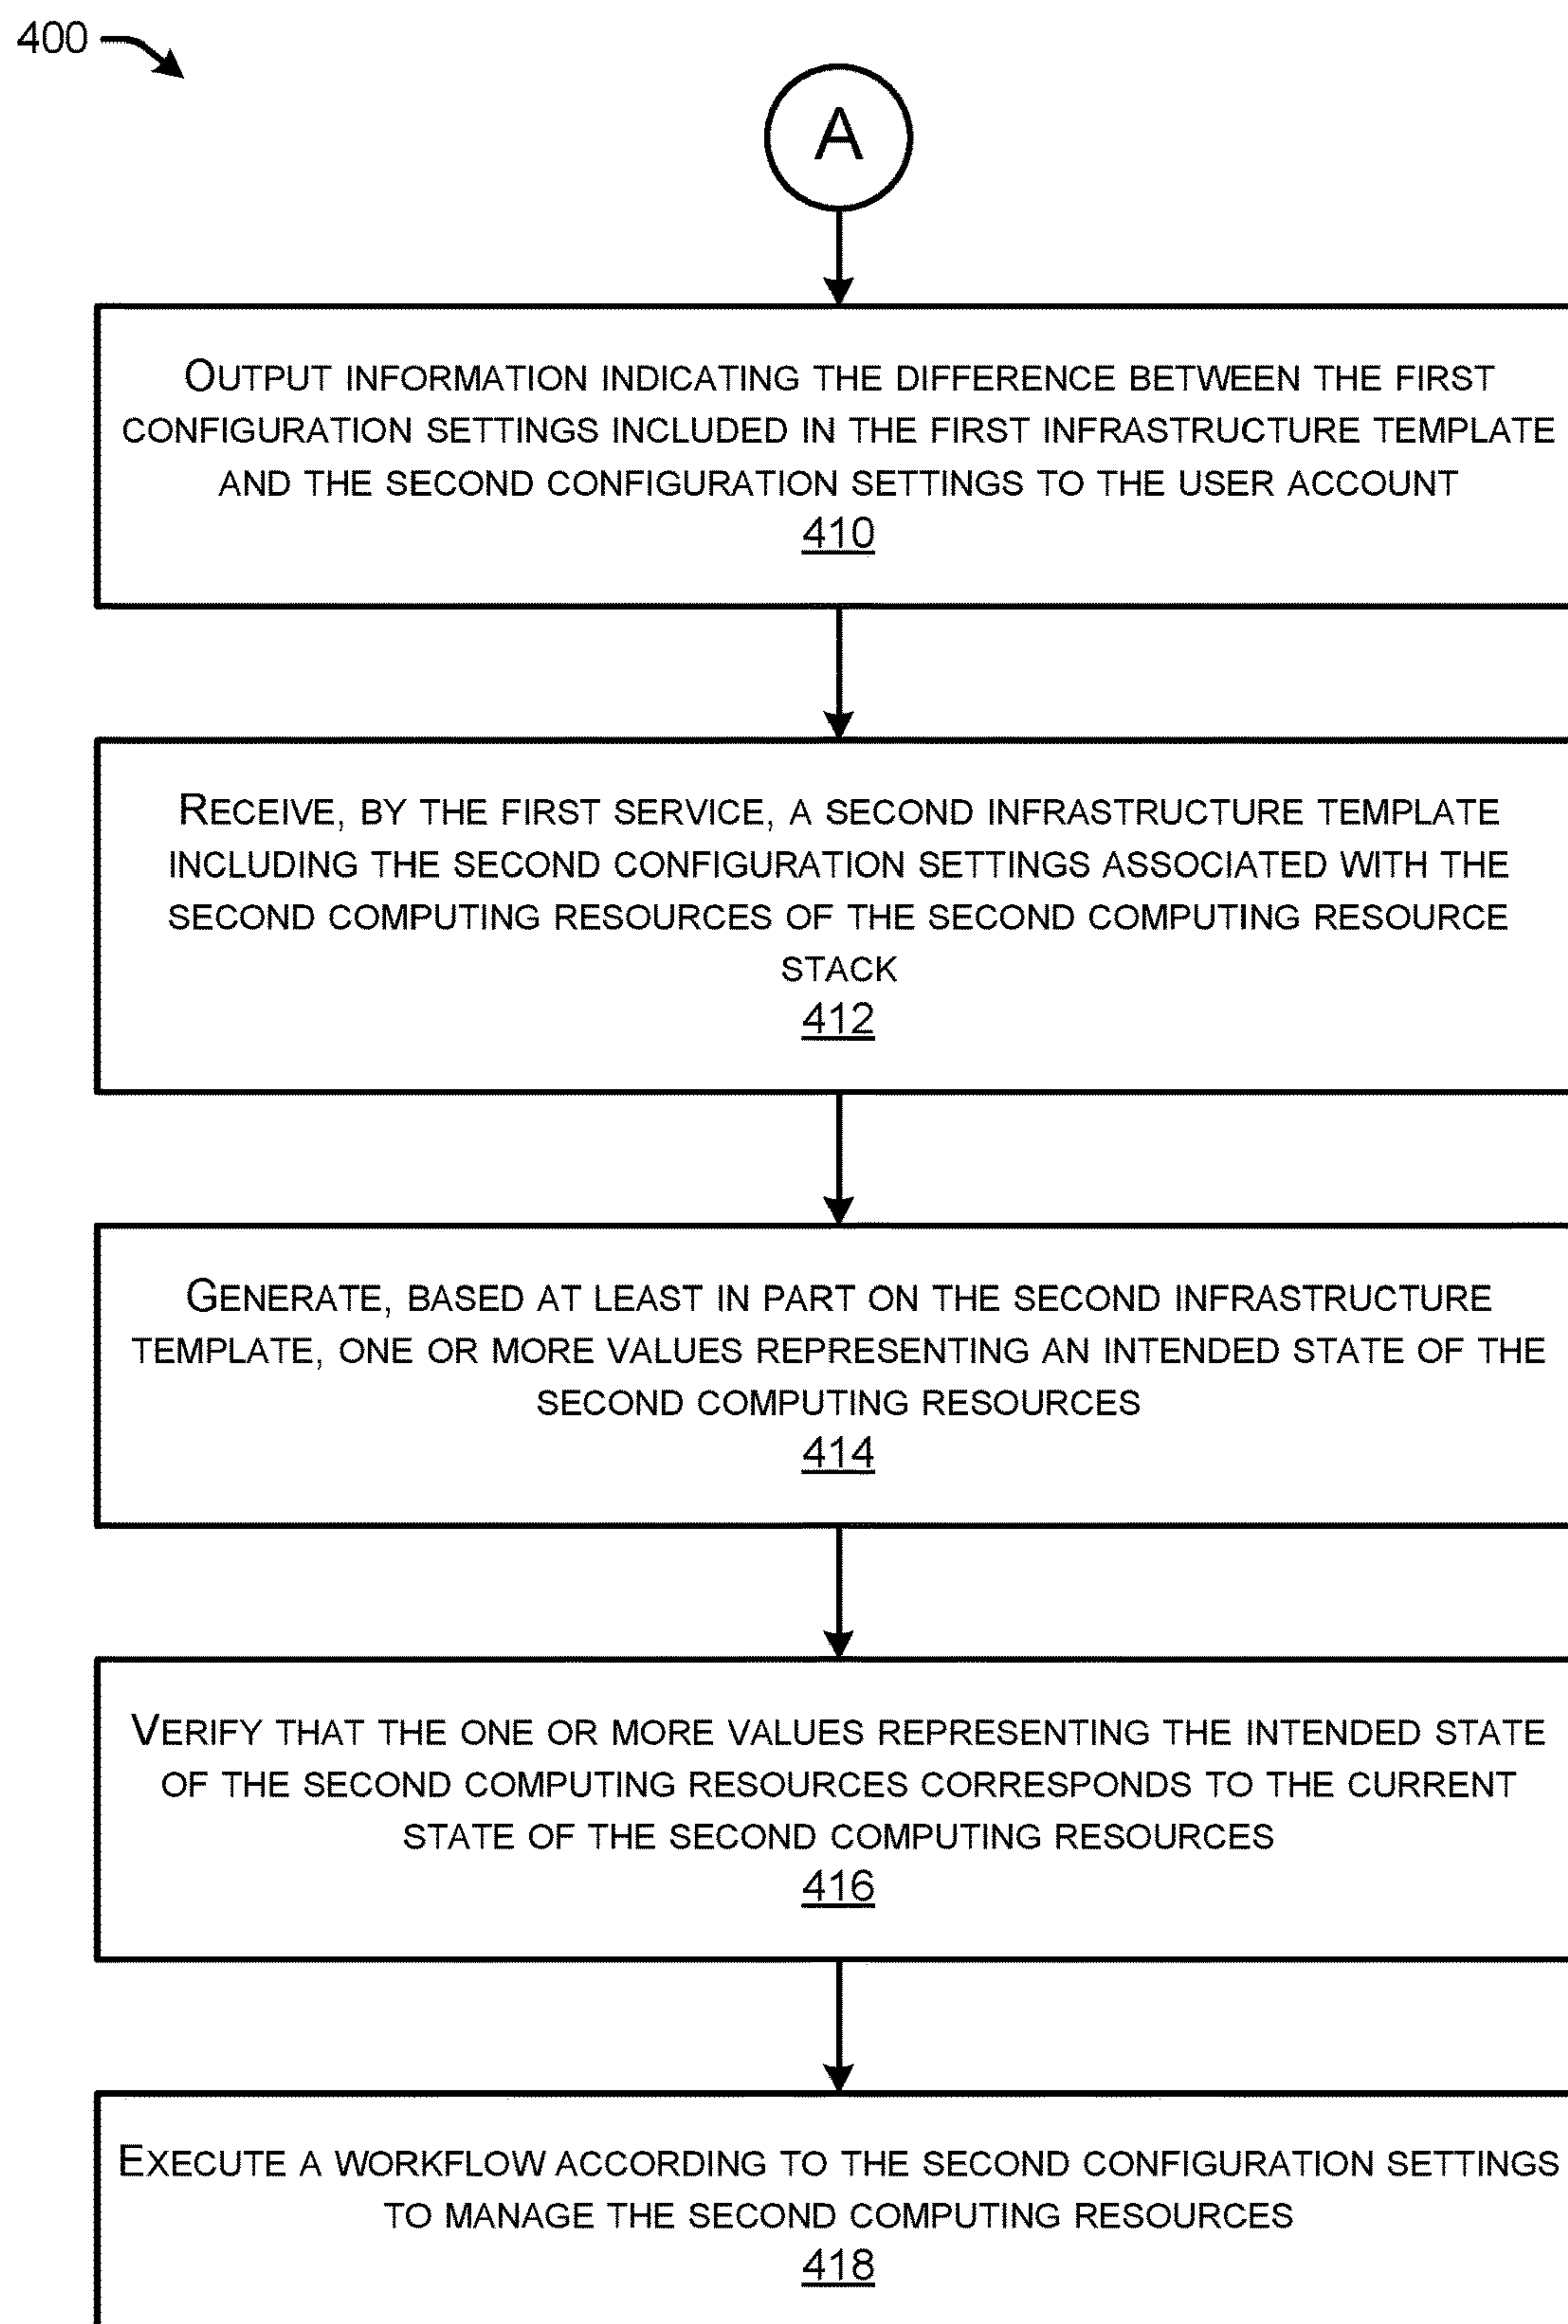 400
A
OUTPUT INFORMATION INDICATING THE DIFFERENCE BETWEEN THE FIRST
CONFIGURATION SETTINGS INCLUDED IN THE FIRST INFRASTRUCTURE TEMPLATE
AND THE SECOND CONFIGURATION SETTINGS TO THE USER ACCOUNT
410
RECEIVE, BY THE FIRST SERVICE, A SECOND INFRASTRUCTURE TEMPLATE
INCLUDING THE SECOND CONFIGURATION SETTINGS ASSOCIATED WITH THE
SECOND COMPUTING RESOURCES OF THE SECOND COMPUTING RESOURCE
STACK
412
GENERATE, BASED AT LEAST IN PART ON THE SECOND INFRASTRUCTURE
TEMPLATE, ONE OR MORE VALUES REPRESENTING AN INTENDED STATE OF THE
SECOND COMPUTING RESOURCES
414
VERIFY THAT THE ONE OR MORE VALUES REPRESENTING THE INTENDED STATE
OF THE SECOND COMPUTING RESOURCES CORRESPONDS TO THE CURRENT
STATE OF THE SECOND COMPUTING RESOURCES
416
EXECUTE A WORKFLOW ACCORDING TO THE SECOND CONFIGURATION SETTINGS
TO MANAGE THE SECOND COMPUTING RESOURCES
418